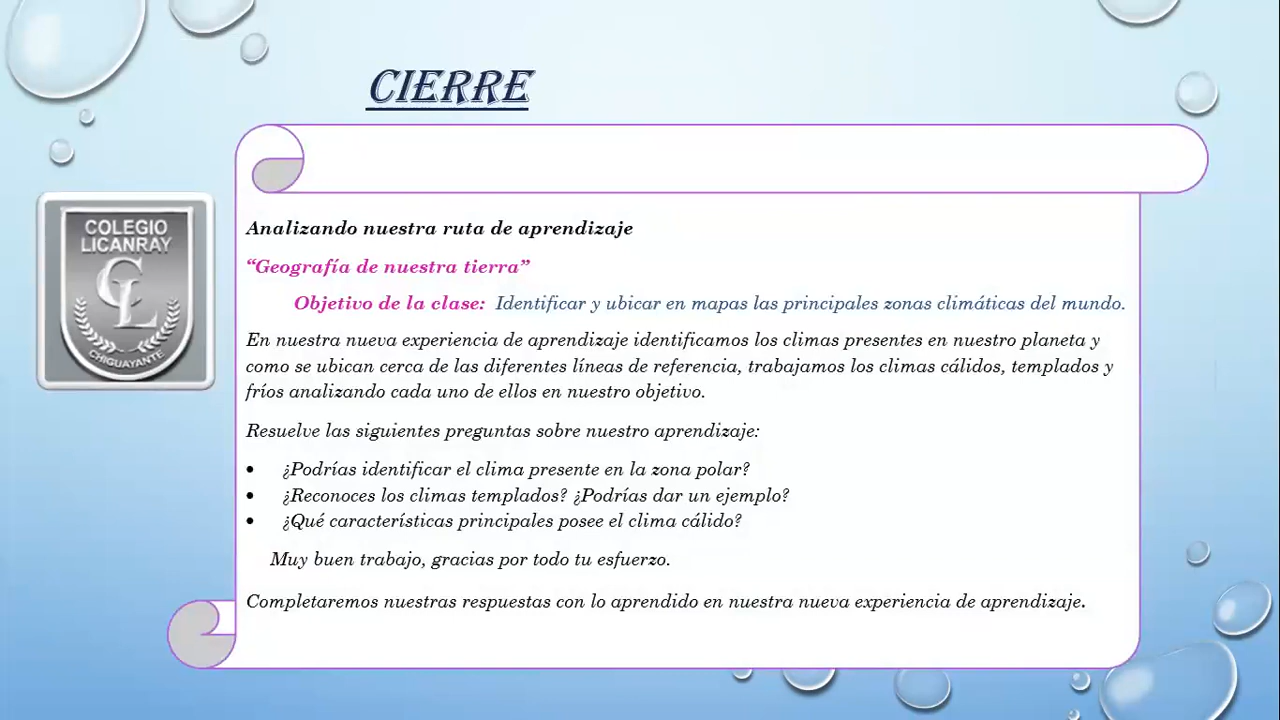 CIERRE
COLEGIO
LICANRAY
CL
CHIGUAYANTE
Analizando nuestra ruta de aprendizaje
“Geografía de nuestra tierra”
Objetivo de la clase: Identificar y ubicar en mapas las principales zonas climáticas del mundo.
En nuestra nueva experiencia de aprendizaje identificamos los climas presentes en nuestro planeta y
como se ubican cerca de las diferentes líneas de referencia, trabajamos los climas cálidos, templados y
fríos analizando cada uno de ellos en nuestro objetivo.
Resuelve las siguientes preguntas sobre nuestro aprendizaje:
• ¿Podrías identificar el clima presente en la zona polar?
• ¿Reconoces los climas templados? ¿Podrías dar un ejemplo?
• ¿Qué características principales posee el clima cálido?
Muy buen trabajo, gracias por todo tu esfuerzo.
Completaremos nuestras respuestas con lo aprendido en nuestra nueva experiencia de aprendizaje.